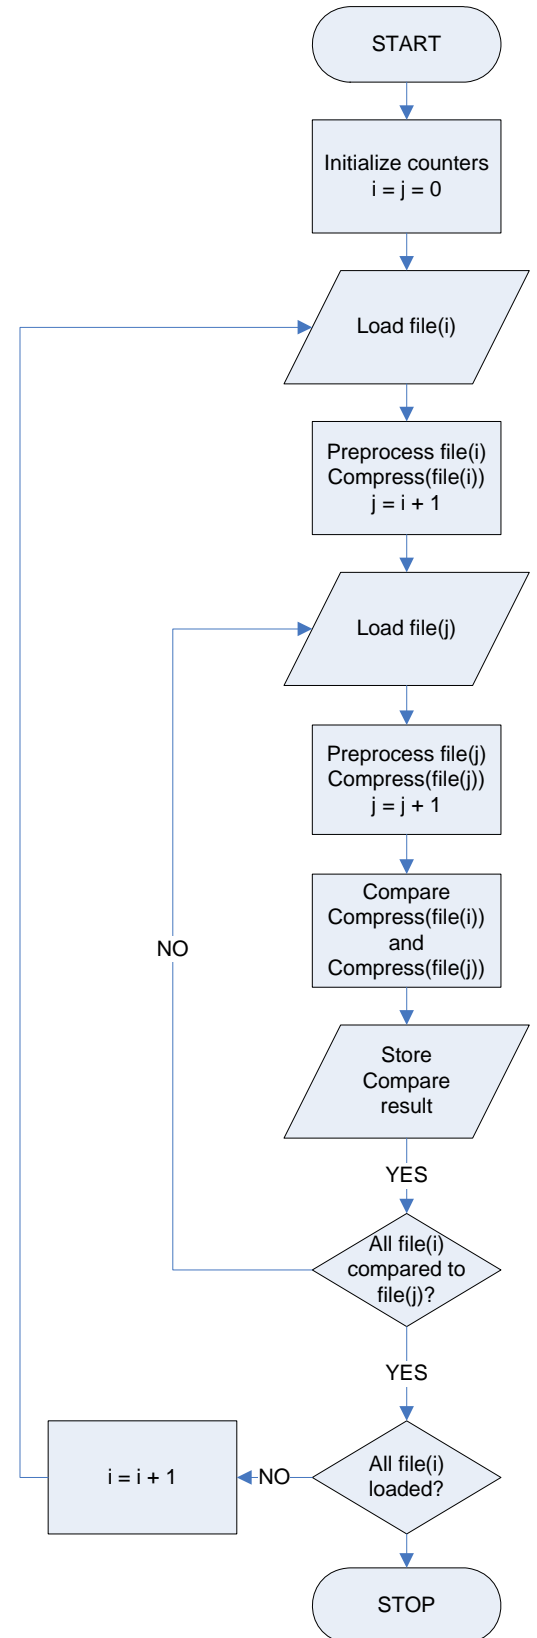 START
Initialize counters
i = j = 0
Load file(i)
Preprocess file(i)
Compress(file(i))
j = i + 1
Load file(j)
Preprocess file(j)
Compress(file(j))
j = j + 1
Compare
Compress(file(i))
and
Compress(file(j))
NO
Store
Compare
result
YES
All file(i)
compared to
file(j)?
YES
i = i + 1
NO
All file(i)
loaded?
STOP